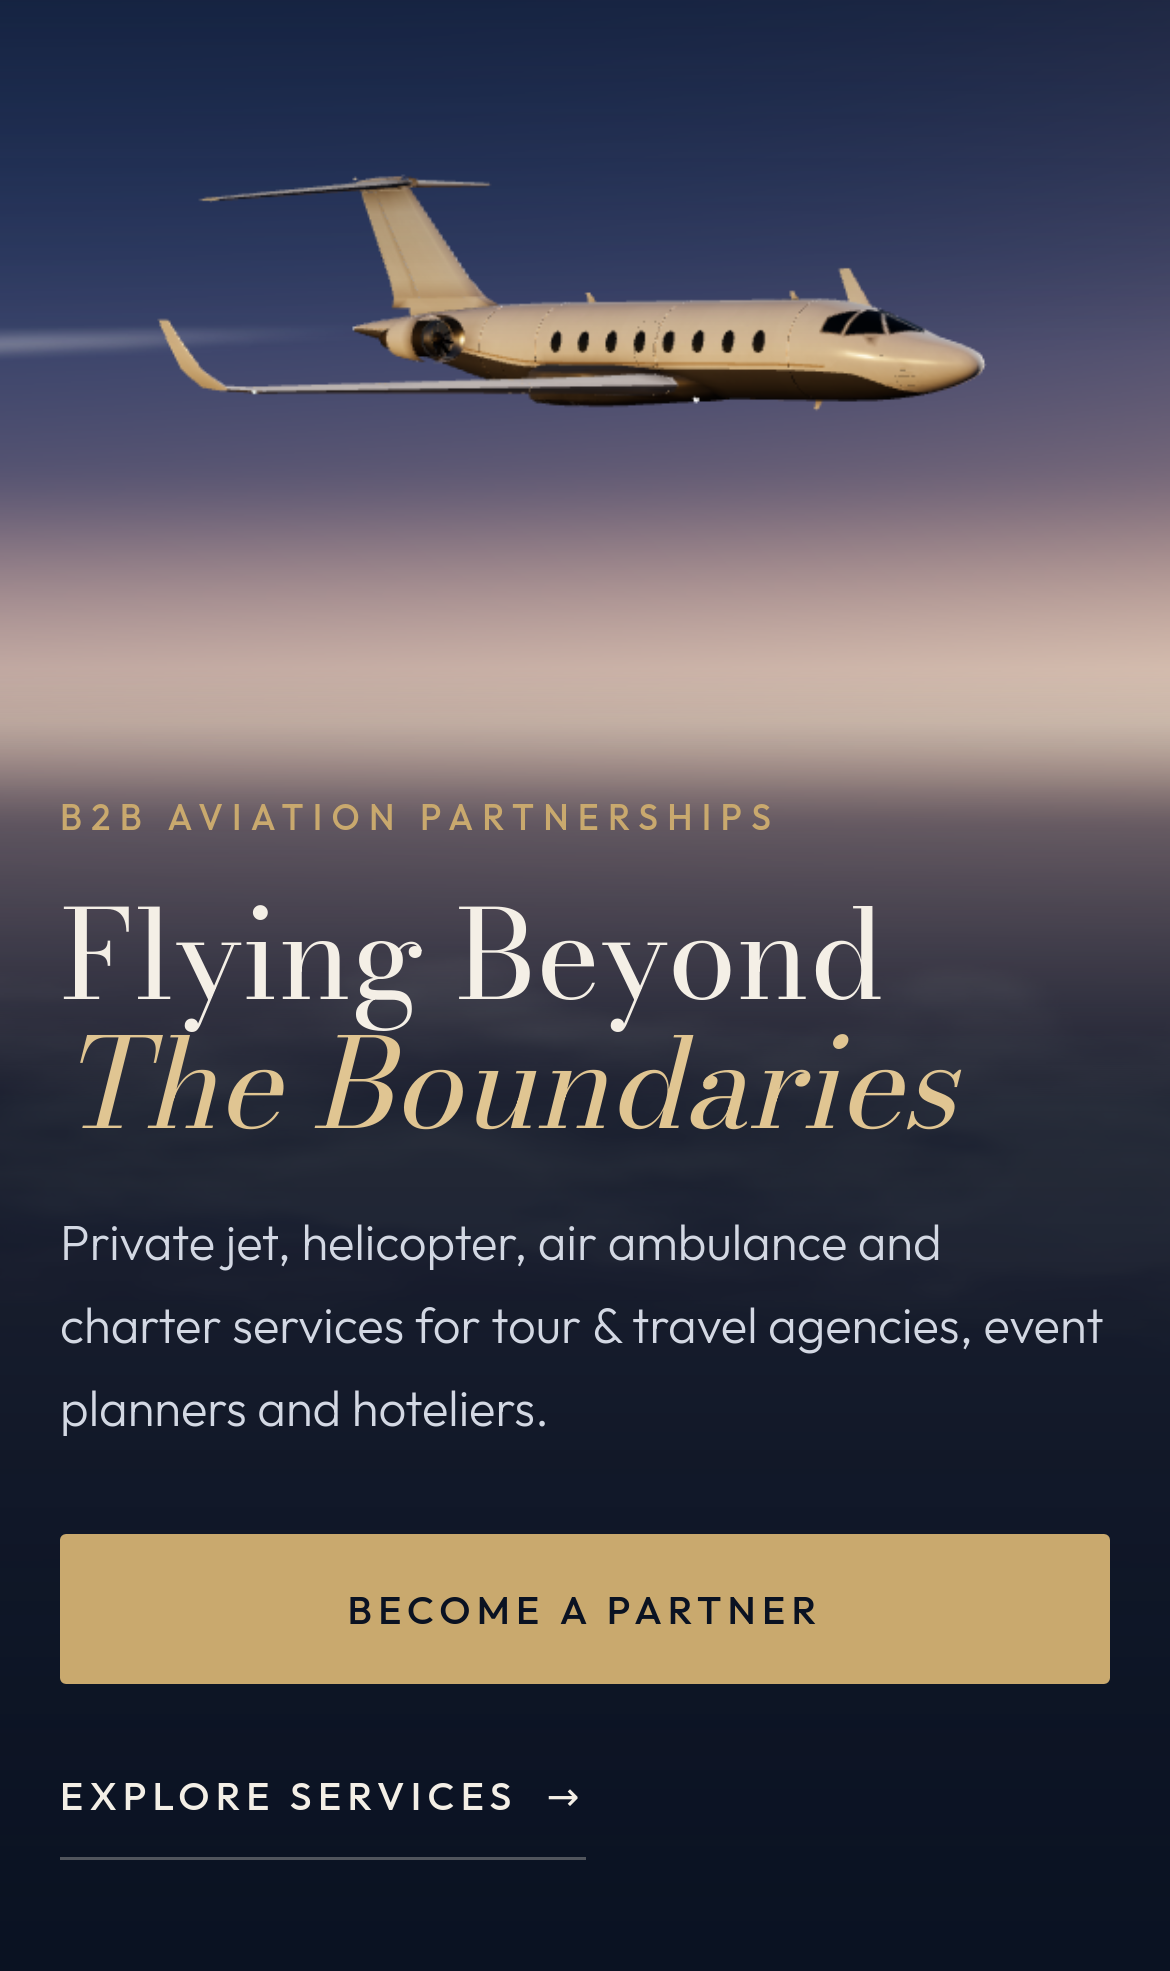 B2B AVIATION PARTNERSHIPS
Flying Beyond
The Boundaries
Private jet, helicopter, air ambulance and
charter services for tour & travel agencies, event
planners and hoteliers.
BECOME A PARTNER
EXPLORE SERVICES →